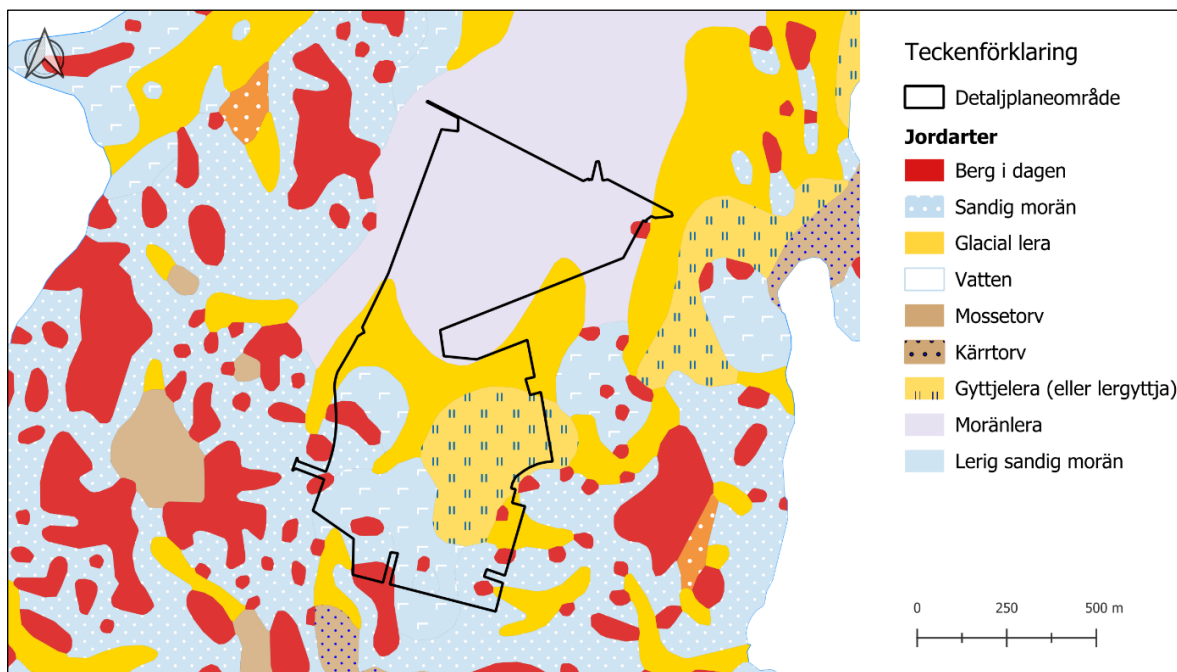 Teckenförklaring
Detaljplaneområde
Jordarter
Berg i dagen
Sandig morän
Glacial lera
Vatten
Mossetorv
Kärrtorv
Gyttjelera (eller lergyttja)
Moränlera
Lerig sandig morän
0 250 500 m